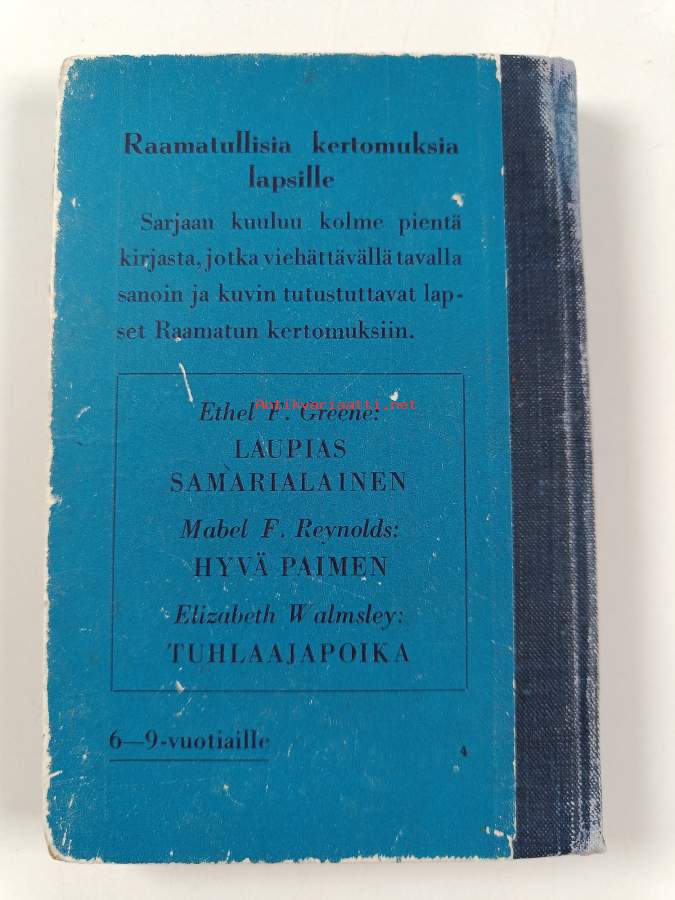 Raamatullisia kertomuksia
lapsille
Sarjaan kuuluu kolme pientä
kirjasta, jotka viehättävällä tavalla
sanoin ja kuvin tutustuttavat lap-
set Raamatun kertomuksiin.
Ethel F. Greene:
Antikvariaatti.net
LAUPIAS
SAMARIALAINEN
Mabel F. Reynolds:
HYVÄ PAIMEN
Elizabeth Walmsley:
TUHLAAJAPOIKA
6—9-vuotiaille
4